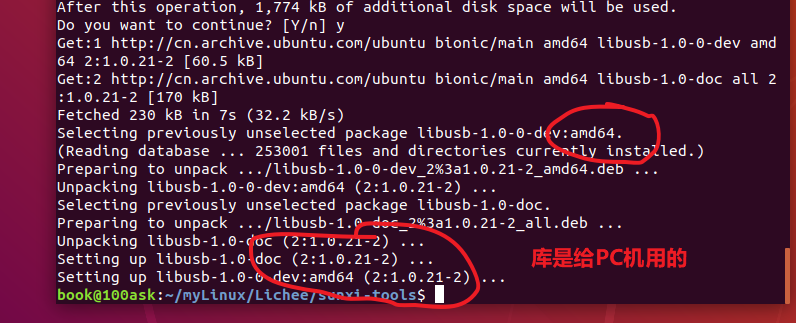 After this operation, 1,774 kB of additional disk space will be used.
Do you want to continue? [Y/n] y
Get:1 http://cn.archive.ubuntu.com/ubuntu bionic/main amd64 libusb-1.0-0-dev amd
64 2:1.0.21-2 [60.5 kB]
Get:2 http://cn.archive.ubuntu.com/ubuntu bionic/main amd64 libusb-1.0-doc all 2
:1.0.21-2 [170 kB]
Fetched 230 kB in 7s (32.2 kB/s)
Selecting previously unselected package libusb-1.0-0-dev:amd64.
(Reading database ... 253001 files and directories currently installed.)
Preparing to unpack .../libusb-1.0-0-dev_2%3a1.0.21-2_amd64.deb ...
Unpacking libusb-1.0-0-dev:amd64 (2:1.0.21-2) ...
Selecting previously unselected package libusb-1.0-doc.
Preparing to unpack .../libusb-1.0-doc_2%3a1.0.21-2_all.deb ...
Unpacking libusb-1.0-doc (2:1.0.21-2) ...
Setting up libusb-1.0-doc (2:1.0.21-2) ...
Setting up libusb-1.0-0-dev:amd64 (2:1.0.21-2) ...
库是给PC机用的
book@100ask:~/myLinux/Lichee/sunxi-tools$